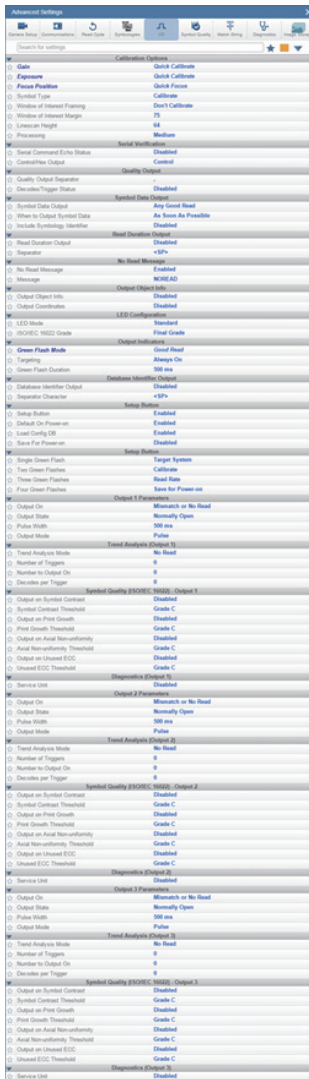 Advanced Settings
General Setup Communications Read Cycle Symbologies I/O Symbol Quality Match String Diagnostics Image Storage
Search for settings
Calibration Options
Gain Quick Calibrate
Exposure Quick Calibrate
Focus Position Quick Focus
Symbol Type Calibrate
Window of Interest Framing Don't Calibrate
Window of Interest Margin 75
Linescan Height 64
Processing Medium
Serial Verification
Serial Command Echo Status Disabled
Control/Hex Output Control
Quality Output
Quality Output Separator ,
Decodes/Trigger Status Disabled
Symbol Data Output
Symbol Data Output Any Good Read
When to Output Symbol Data As Soon As Possible
Include Symbology Identifier Disabled
Read Duration Output
Read Duration Output Disabled
Separator <SP>
No Read Message
No Read Message Enabled
Message NOREAD
Output Object Info
Output Object Info Disabled
Output Coordinates Disabled
LED Configuration
LED Mode Standard
ISO/IEC 16022 Grade Final Grade
Output Indicators
Green Flash Mode Good Read
Targeting Always On
Green Flash Duration 500 ms
Database Identifier Output
Database Identifier Output Disabled
Separator Character <SP>
Setup Button
Setup Button Enabled
Default On Power-on Enabled
Load Config DB Enabled
Save For Power-on Disabled
Setup Button
Single Green Flash Target System
Two Green Flashes Calibrate
Three Green Flashes Read Rate
Four Green Flashes Save for Power-on
Output 1 Parameters
Output On Mismatch or No Read
Output State Normally Open
Pulse Width 500 ms
Output Mode Pulse
Trend Analysis (Output 1)
Trend Analysis Mode No Read
Number of Triggers 0
Number to Output On 0
Decodes per Trigger 0
Symbol Quality (ISO/IEC 16022) - Output 1
Output on Symbol Contrast Disabled
Symbol Contrast Threshold Grade C
Output on Print Growth Disabled
Print Growth Threshold Grade C
Output on Axial Non-uniformity Disabled
Axial Non-uniformity Threshold Grade C
Output on Unused ECC Disabled
Unused ECC Threshold Grade C
Diagnostics (Output 1)
Service Unit Disabled
Output 2 Parameters
Output On Mismatch or No Read
Output State Normally Open
Pulse Width 500 ms
Output Mode Pulse
Trend Analysis (Output 2)
Trend Analysis Mode No Read
Number of Triggers 0
Number to Output On 0
Decodes per Trigger 0
Symbol Quality (ISO/IEC 16022) - Output 2
Output on Symbol Contrast Disabled
Symbol Contrast Threshold Grade C
Output on Print Growth Disabled
Print Growth Threshold Grade C
Output on Axial Non-uniformity Disabled
Axial Non-uniformity Threshold Grade C
Output on Unused ECC Disabled
Unused ECC Threshold Grade C
Diagnostics (Output 2)
Service Unit Disabled
Output 3 Parameters
Output On Mismatch or No Read
Output State Normally Open
Pulse Width 500 ms
Output Mode Pulse
Trend Analysis (Output 3)
Trend Analysis Mode No Read
Number of Triggers 0
Number to Output On 0
Decodes per Trigger 0
Symbol Quality (ISO/IEC 16022) - Output 3
Output on Symbol Contrast Disabled
Symbol Contrast Threshold Grade C
Output on Print Growth Disabled
Print Growth Threshold Grade C
Output on Axial Non-uniformity Disabled
Axial Non-uniformity Threshold Grade C
Output on Unused ECC Disabled
Unused ECC Threshold Grade C
Diagnostics (Output 3)
Service Unit Disabled